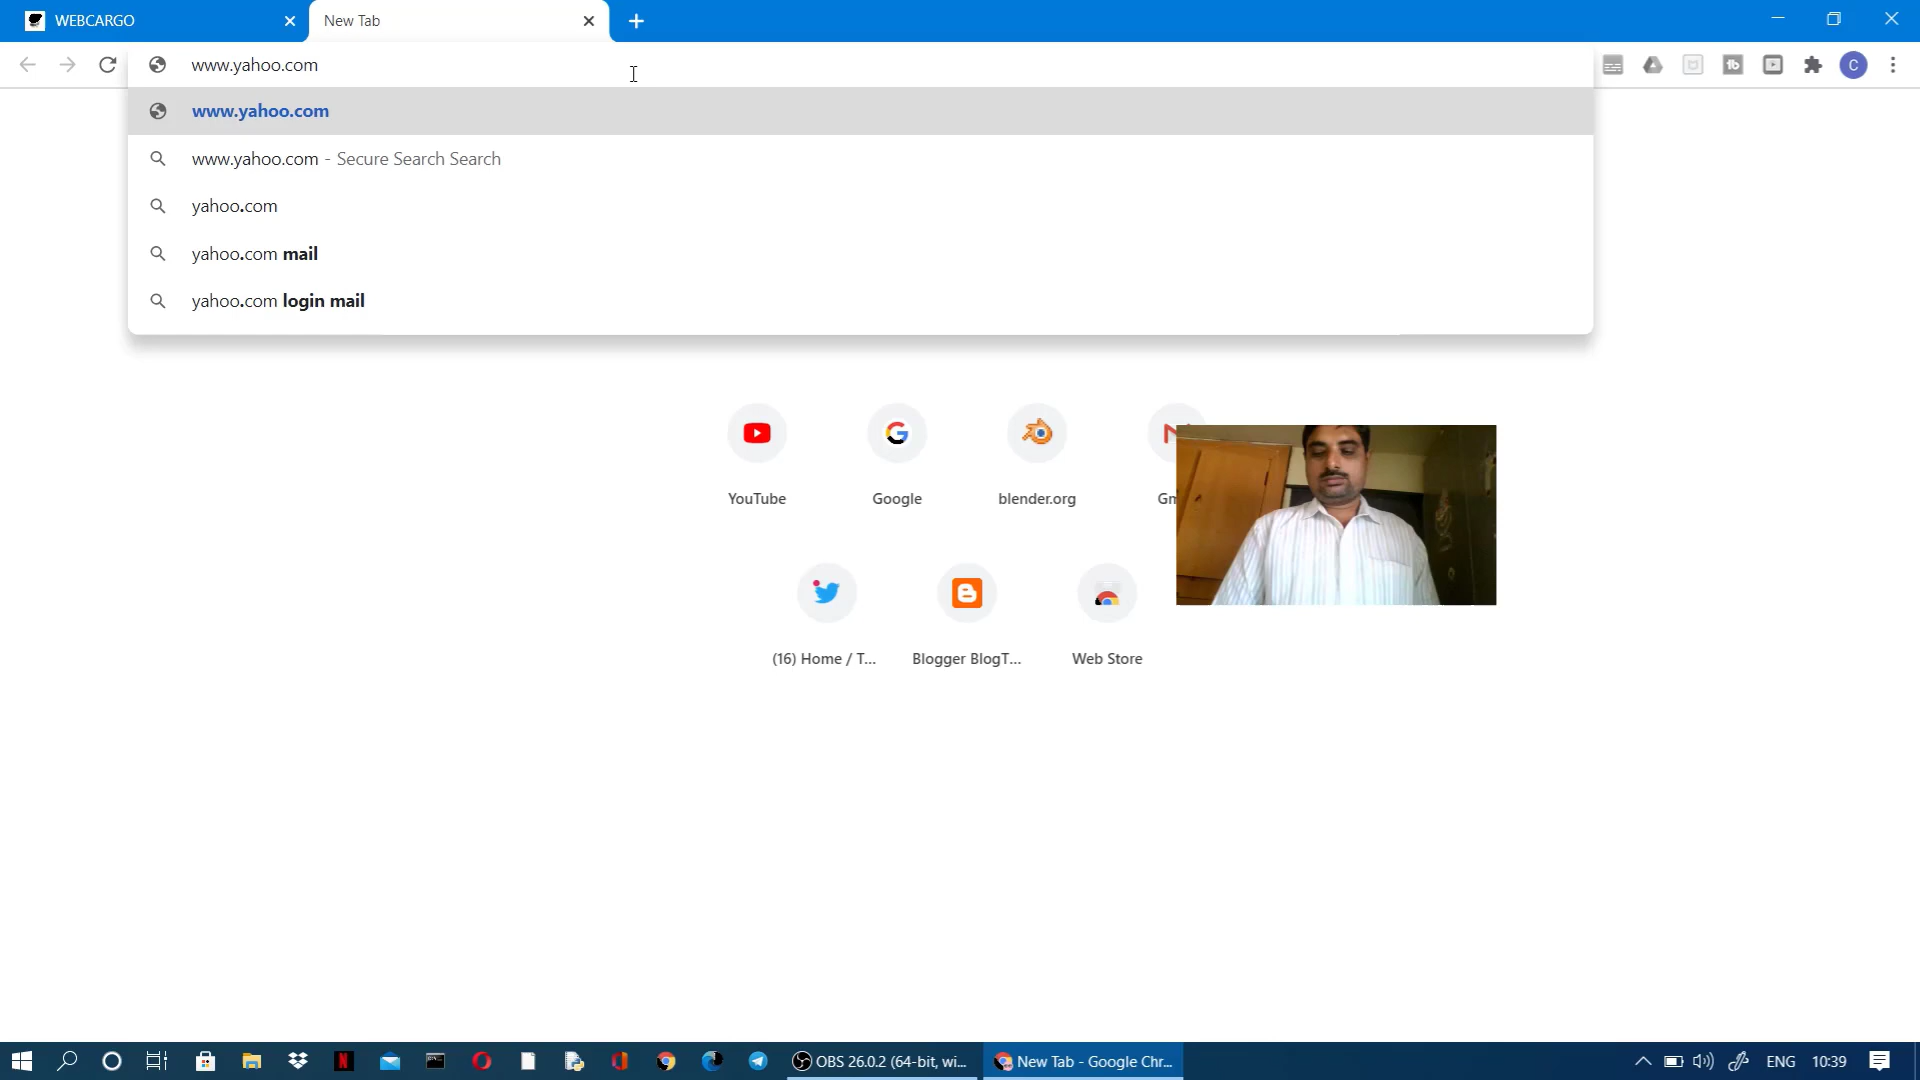 WEBCARGO
New Tab
www.yahoo.com
www.yahoo.com
www.yahoo.com - Secure Search Search
yahoo.com
yahoo.com mail
yahoo.com login mail
YouTube
Google
blender.org
(16) Home / T...
Blogger BlogT...
Web Store
OBS 26.0.2 (64-bit, wi...
New Tab - Google Chr...
ENG
10:39